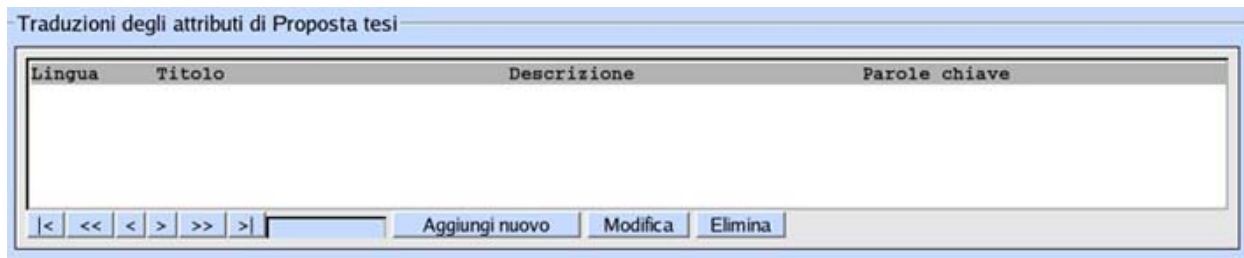 Traduzioni degli attributi di Proposta tesi
Lingua Titolo Descrizione Parole chiave
|< << < > >> >| Aggiungi nuovo Modifica Elimina